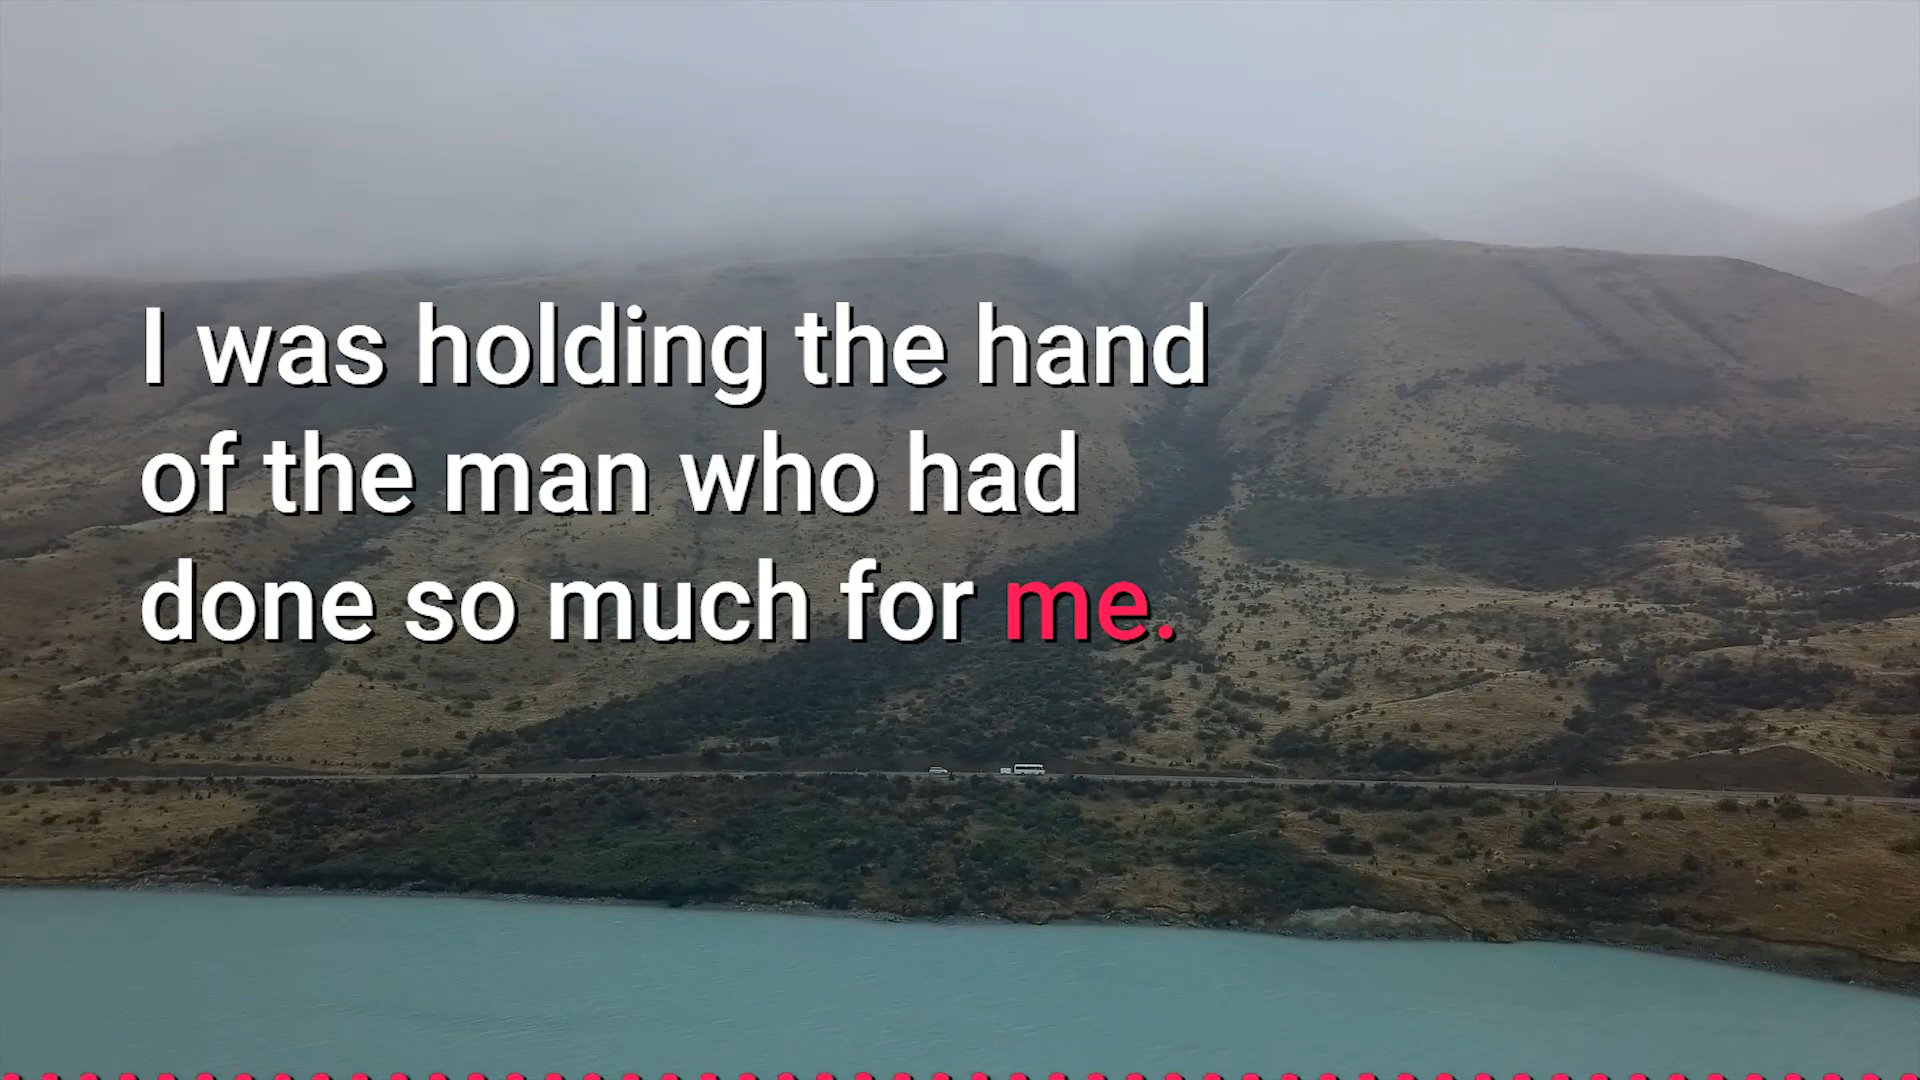 I was holding the hand
of the man who had
done so much for me.